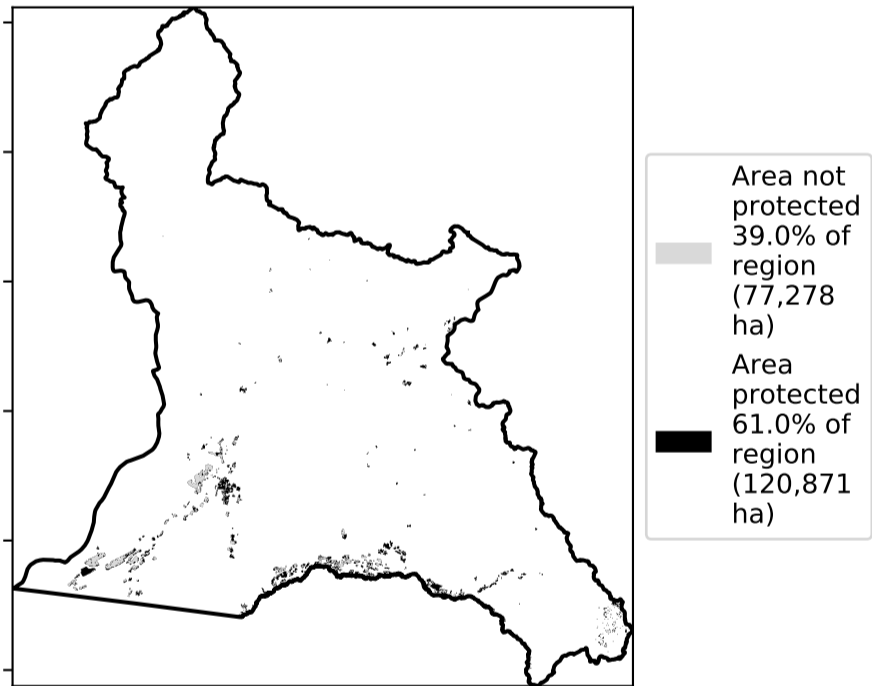 Area not
protected
39.0% of
region
(77,278
ha)
Area
protected
61.0% of
region
(120,871
ha)